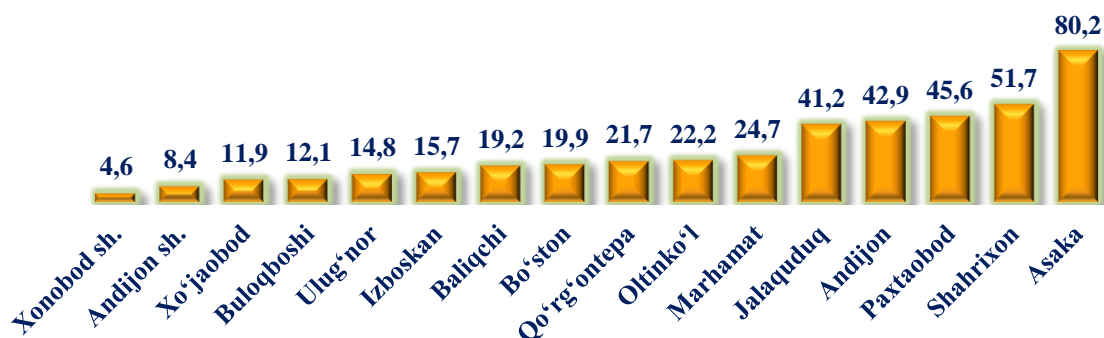 4,6
8,4
11,9
12,1
14,8
15,7
19,2
19,9
21,7
22,2
24,7
41,2
42,9
45,6
51,7
80,2
Xonobod sh.
Andijon sh.
Xo‘jaobod
Buloqboshi
Ulug‘nor
Izboskan
Baliqchi
Bo‘ston
Qo‘rg‘ontepa
Oltinko‘l
Marhamat
Jalaquduq
Andijon
Paxtaobod
Shahrixon
Asaka